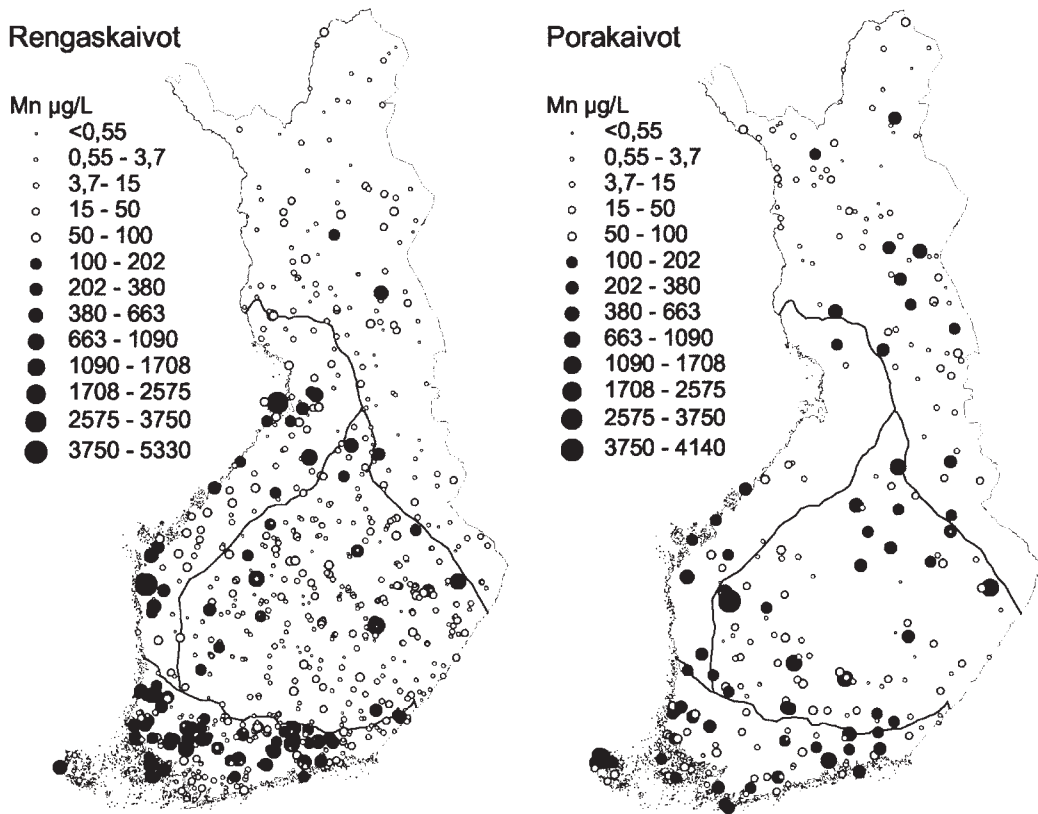 Rengaskaivot
Mn µg/L
<0,55
0,55 - 3,7
3,7- 15
15 - 50
50 - 100
100 - 202
202 - 380
380 - 663
663 - 1090
1090 - 1708
1708 - 2575
2575 - 3750
3750 - 5330
Porakaivot
Mn µg/L
<0,55
0,55 - 3,7
3,7- 15
15 - 50
50 - 100
100 - 202
202 - 380
380 - 663
663 - 1090
1090 - 1708
1708 - 2575
2575 - 3750
3750 - 4140